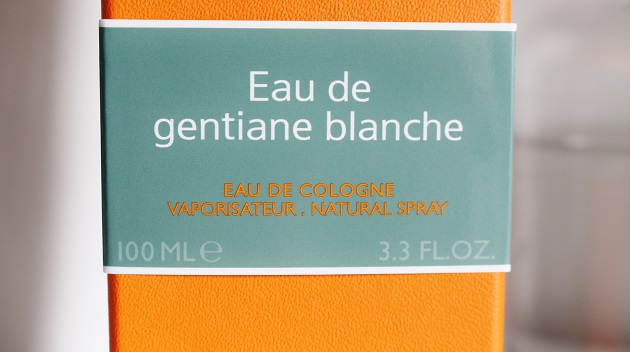 Eau de
gentiane blanche
EAU DE COLOGNE
VAPORISATEUR . NATURAL SPRAY
100 ML ℮ 3.3 FL.OZ.